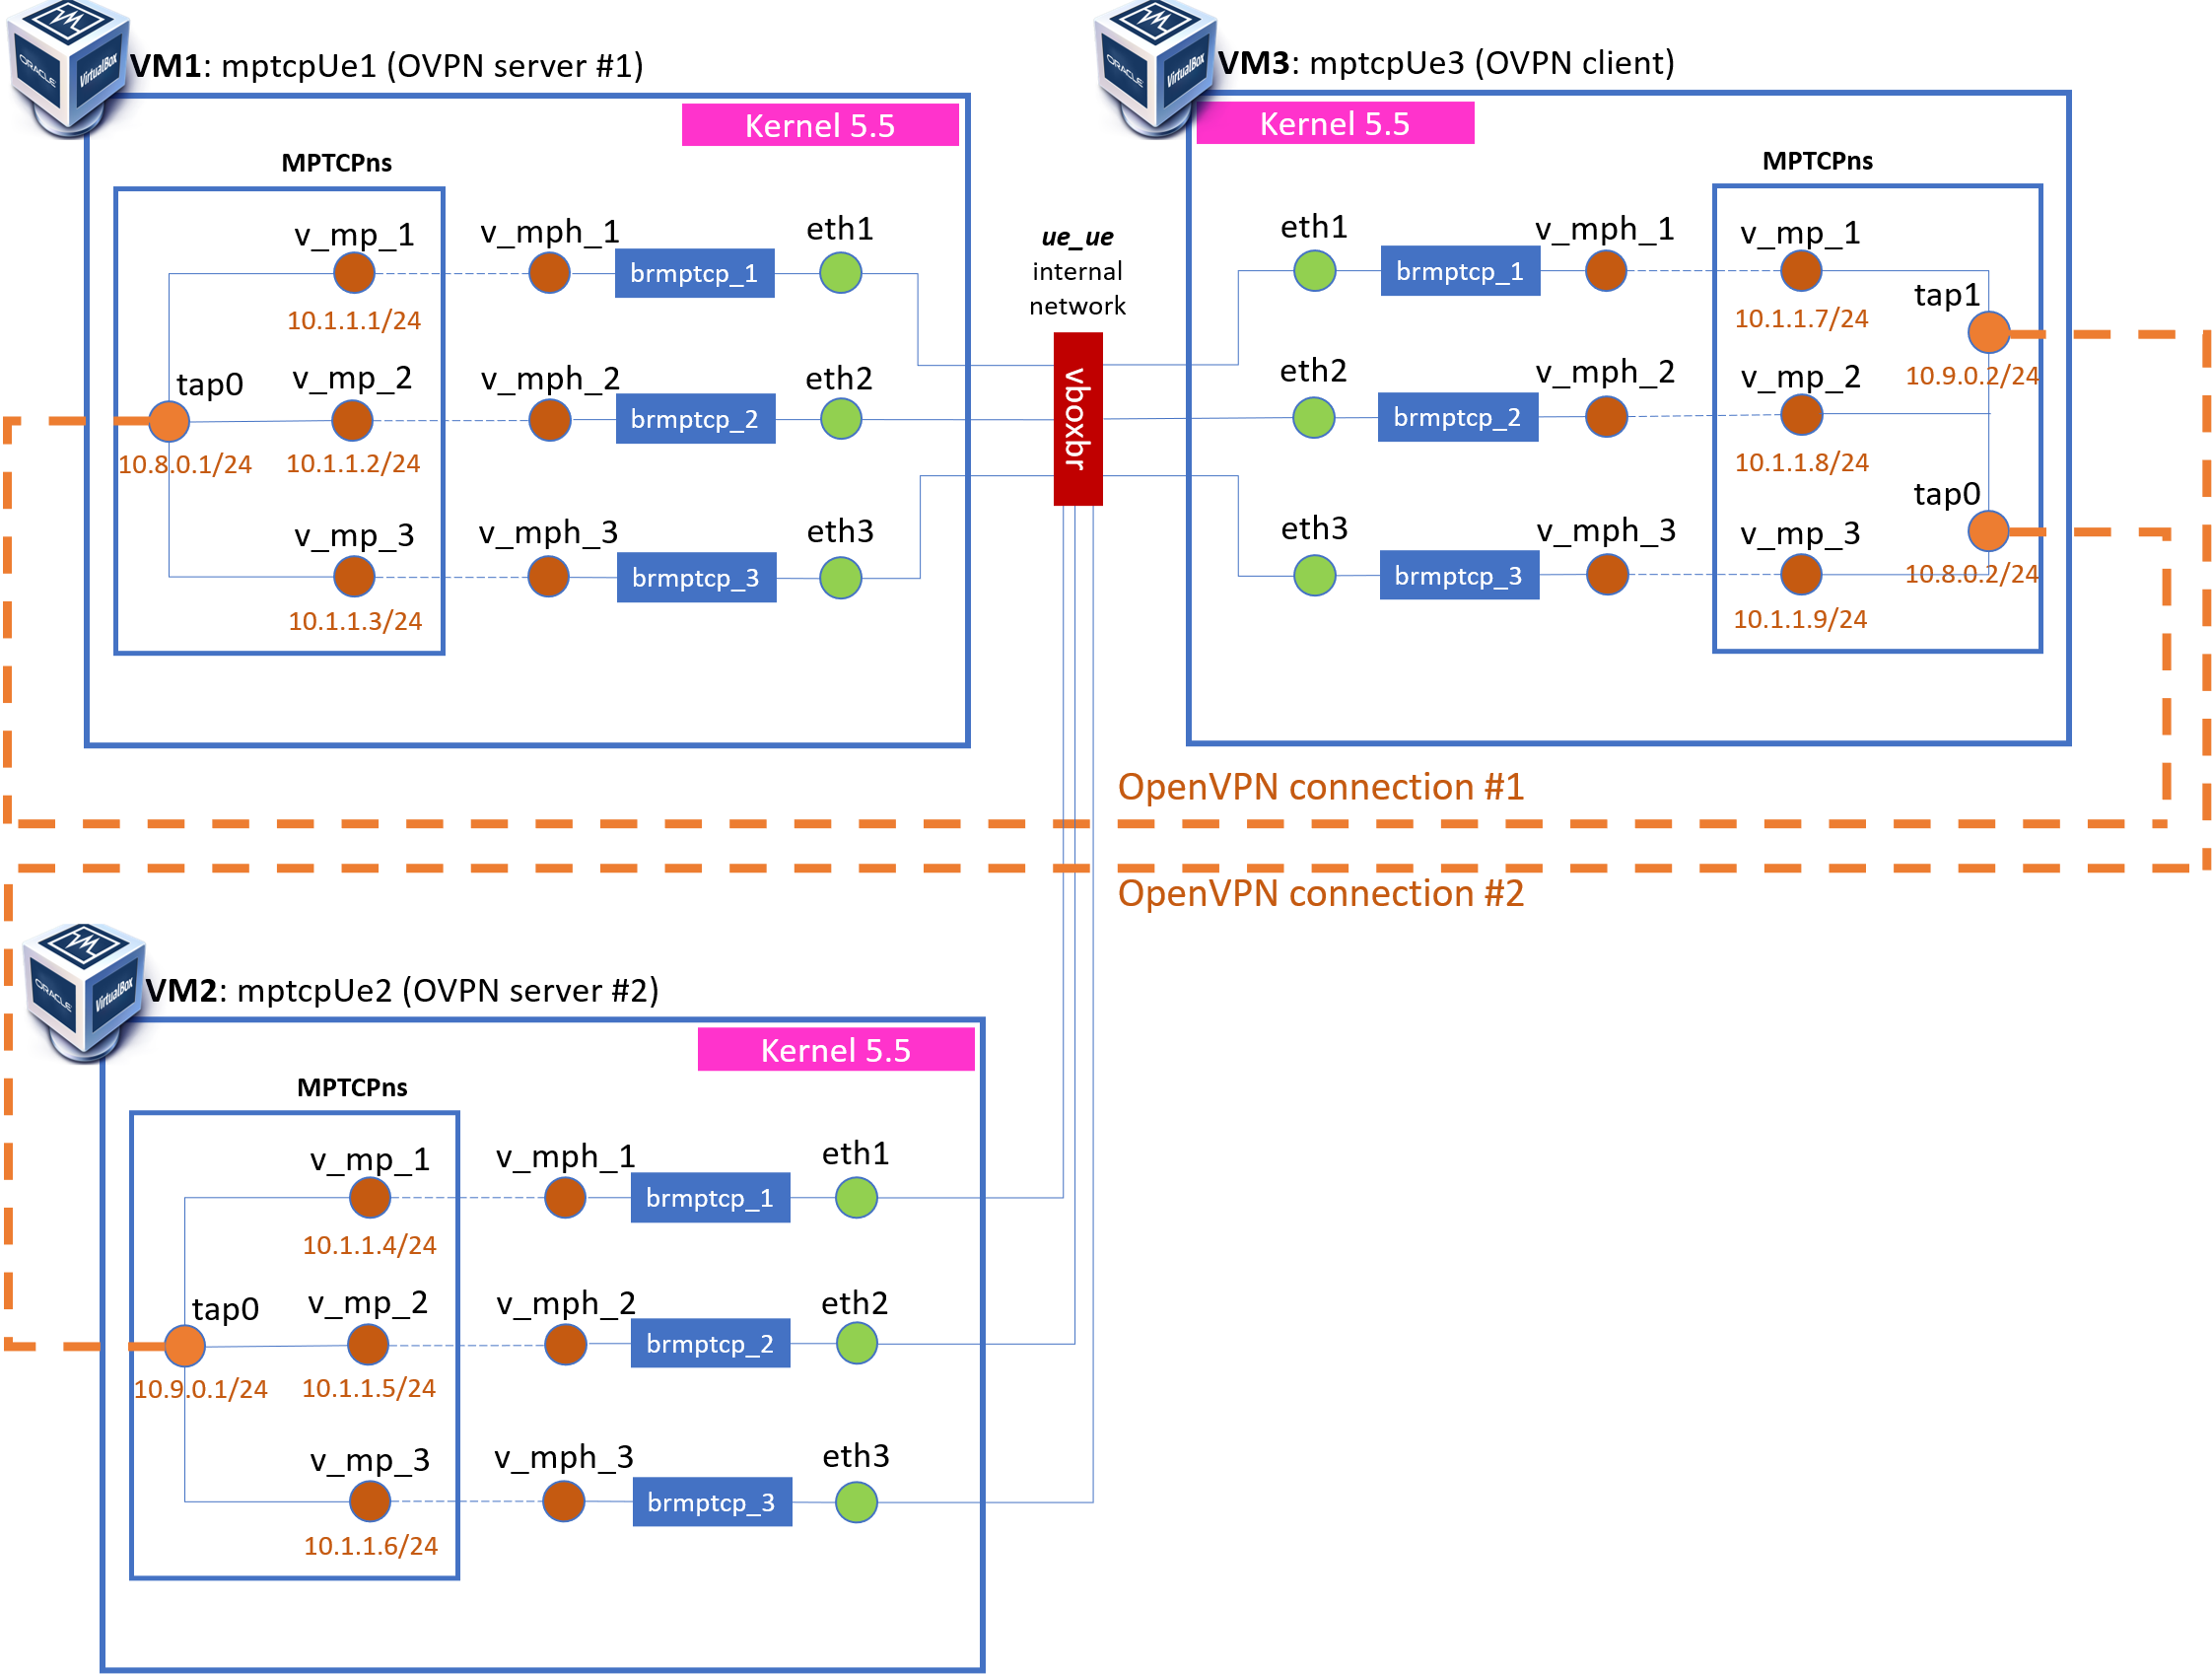 VM1: mptcpUe1 (OVPN server #1)
ORACLE
VirtualBox
Kernel 5.5
MPTCPns
v_mp_1
v_mph_1
brmptcp_1
eth1
10.1.1.1/24
tap0
v_mp_2
v_mph_2
brmptcp_2
eth2
10.8.0.1/24
10.1.1.2/24
v_mp_3
v_mph_3
brmptcp_3
eth3
10.1.1.3/24
ue_ue
internal
network
vboxbr
VM3: mptcpUe3 (OVPN client)
ORACLE
VirtualBox
Kernel 5.5
MPTCPns
eth1
brmptcp_1
v_mph_1
v_mp_1
10.1.1.7/24
tap1
10.9.0.2/24
eth2
brmptcp_2
v_mph_2
v_mp_2
10.1.1.8/24
tap0
10.8.0.2/24
eth3
brmptcp_3
v_mph_3
v_mp_3
10.1.1.9/24
OpenVPN connection #1
OpenVPN connection #2
VM2: mptcpUe2 (OVPN server #2)
ORACLE
VirtualBox
Kernel 5.5
MPTCPns
v_mp_1
v_mph_1
brmptcp_1
eth1
10.1.1.4/24
tap0
v_mp_2
v_mph_2
brmptcp_2
eth2
10.9.0.1/24
10.1.1.5/24
v_mp_3
v_mph_3
brmptcp_3
eth3
10.1.1.6/24